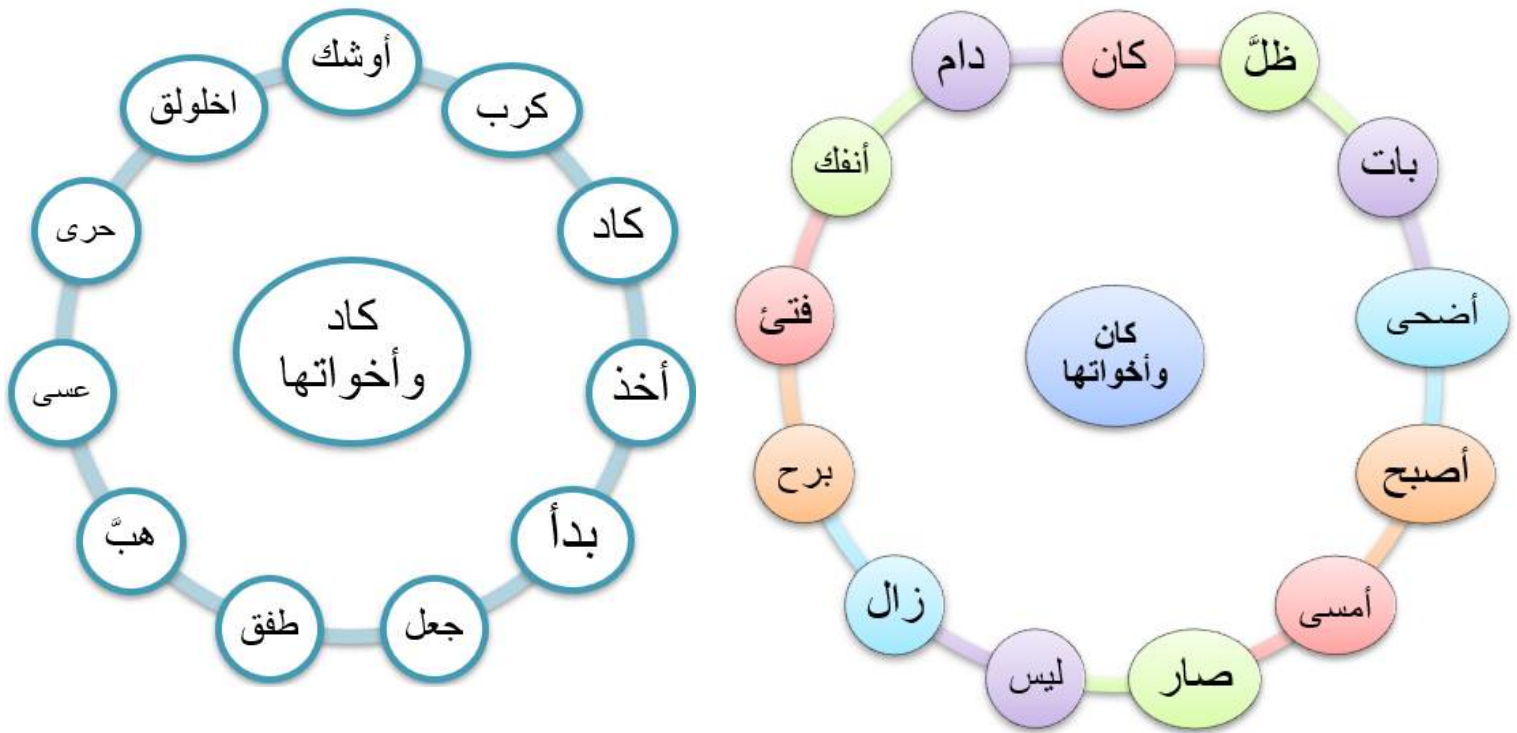 كان
وأخواتها
كان
ظلَّ
بات
أضحى
أصبح
أمسى
صار
ليس
زال
برح
فتئ
أنفك
دام
كاد
وأخواتها
أوشك
كرب
كاد
أخذ
بدأ
جعل
طفق
هبَّ
عسى
حرى
اخلولق